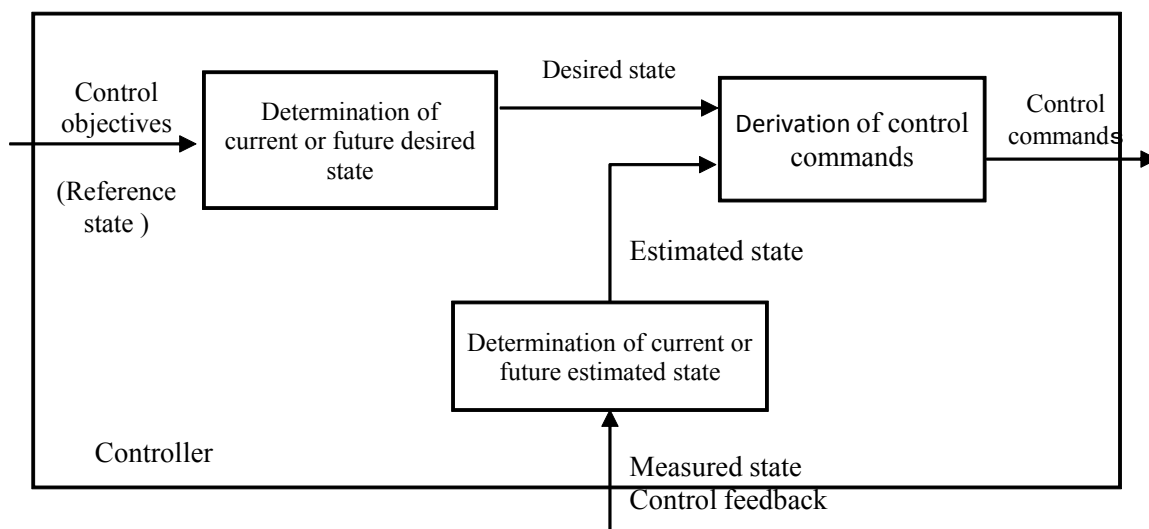 Control
objectives
(Reference
state )
Determination of
current or future desired
state
Desired state
Derivation of control
commands
Control
commands
Estimated state
Determination of current or
future estimated state
Controller
Measured state
Control feedback